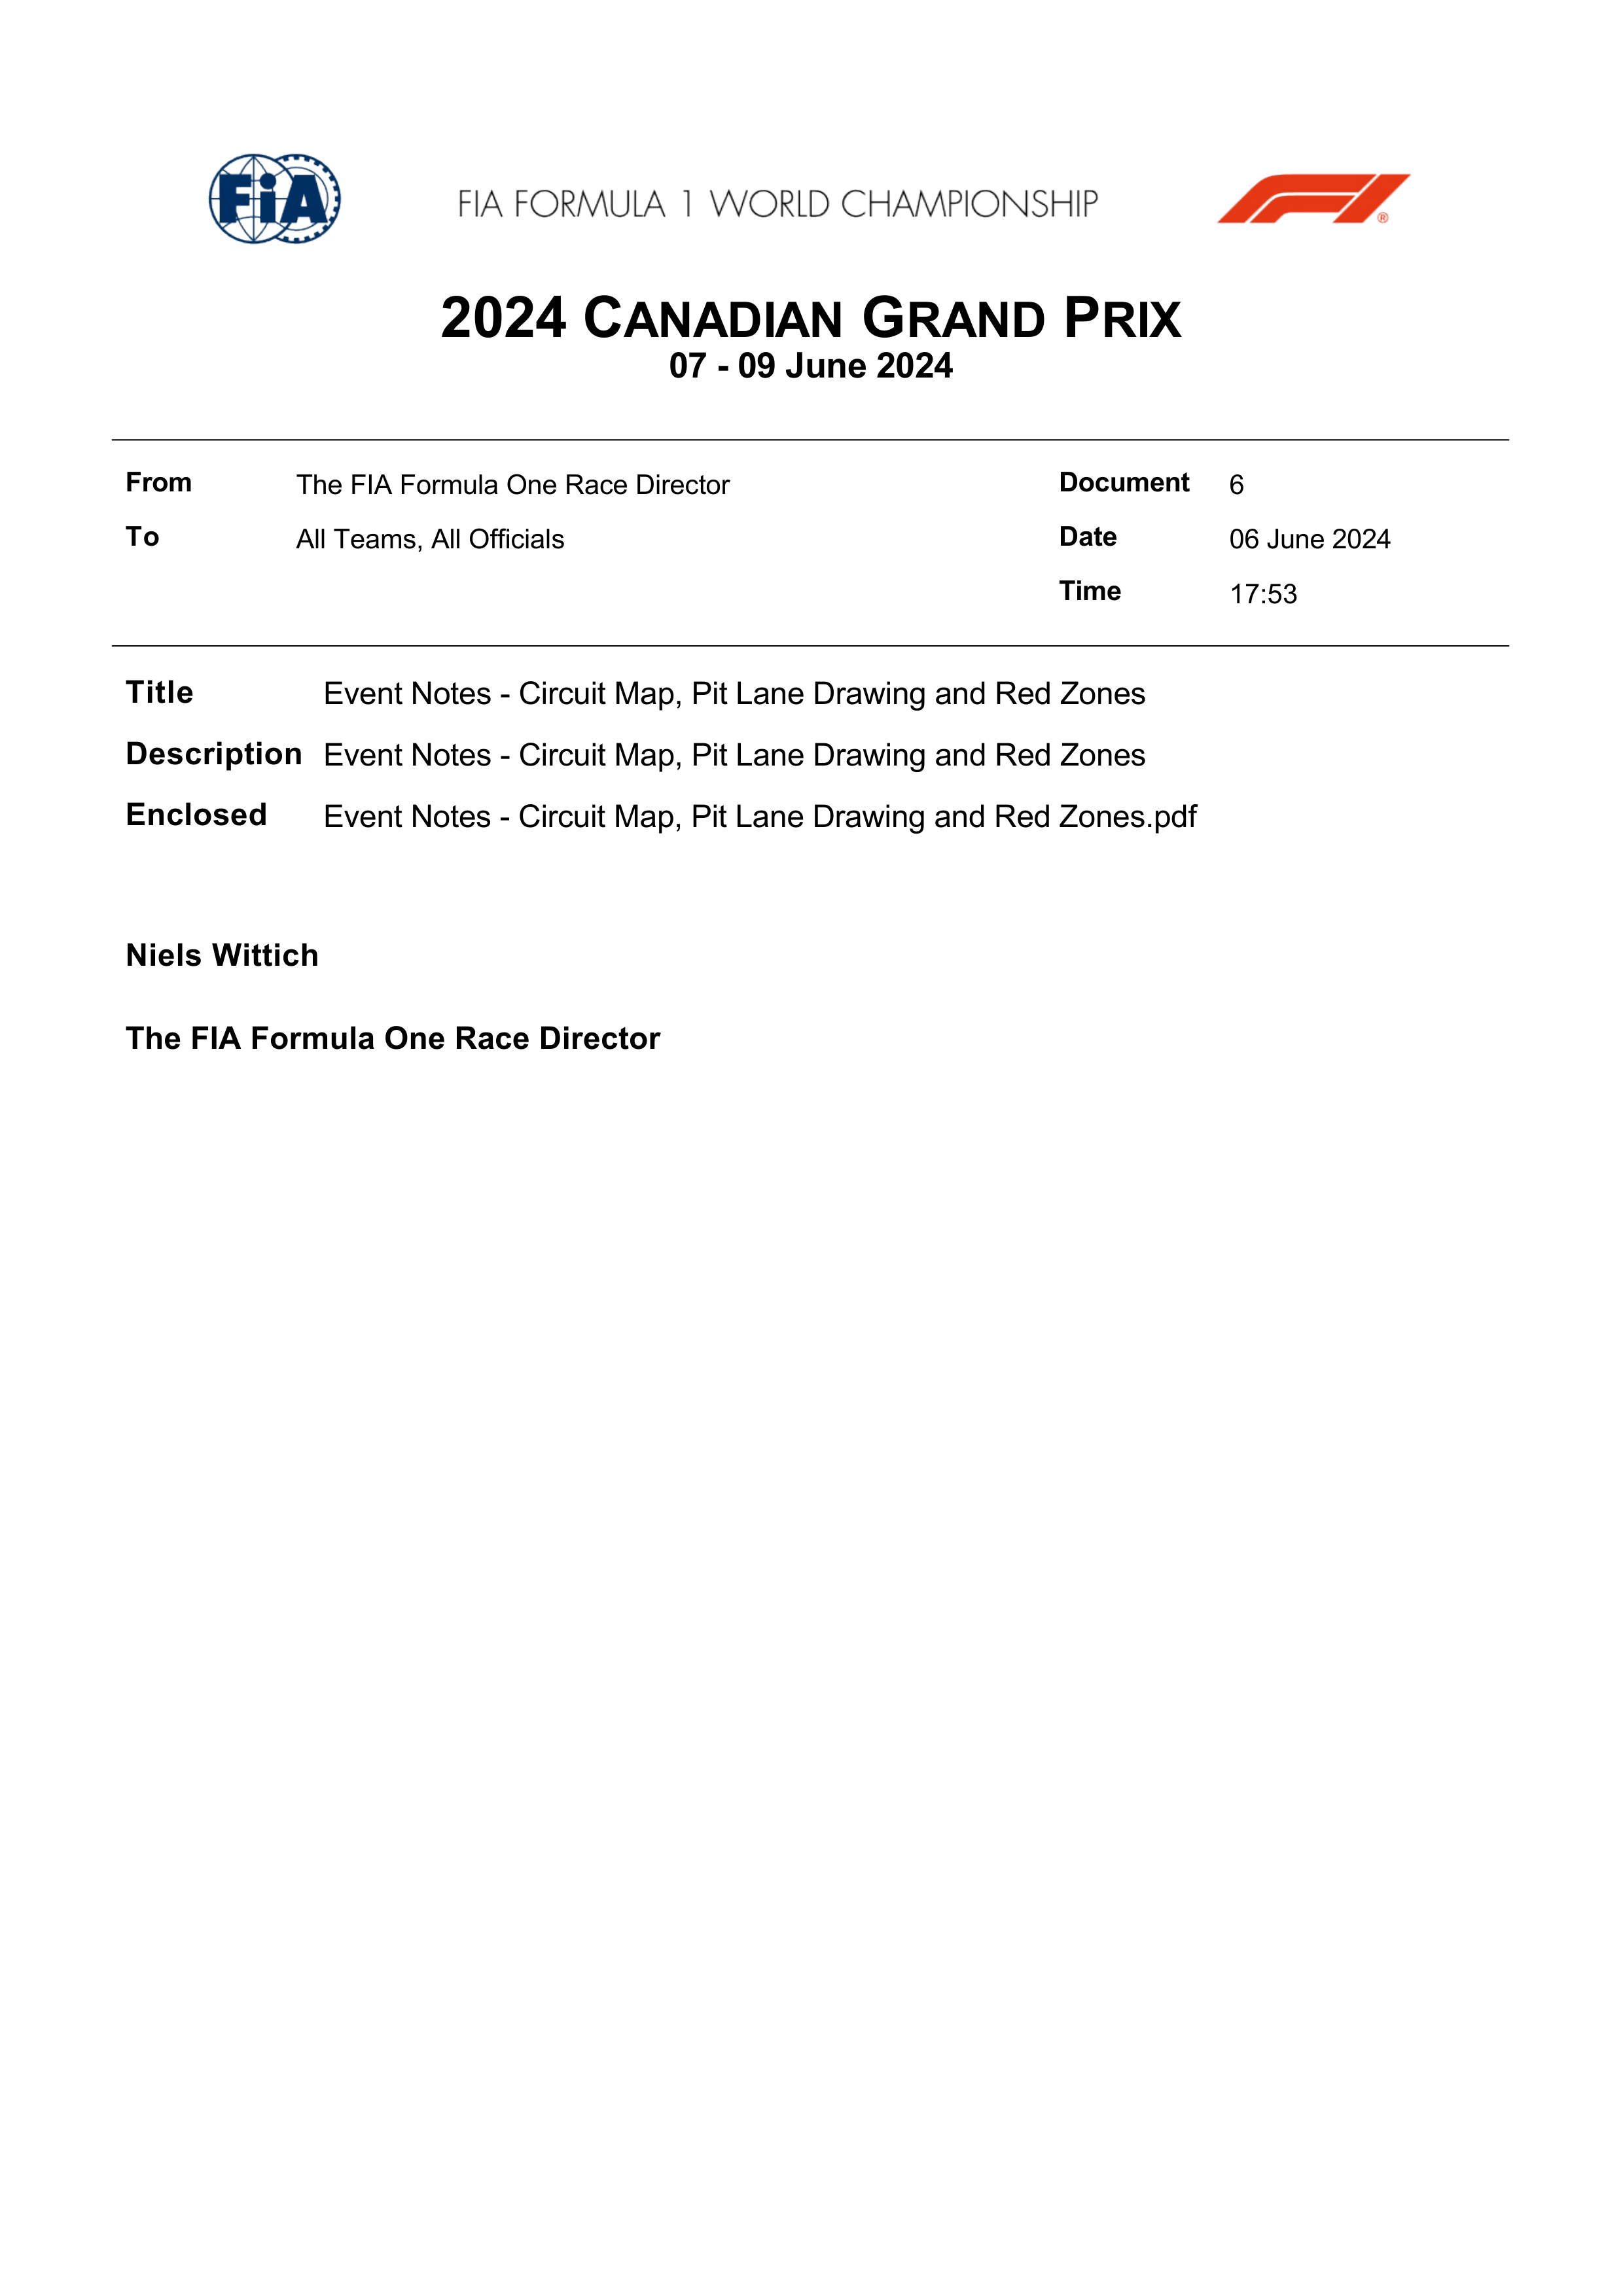 FiA
FIA FORMULA 1 WORLD CHAMPIONSHIP
F1®
2024 CANADIAN GRAND PRIX
07 - 09 June 2024
From The FIA Formula One Race Director Document 6
To All Teams, All Officials Date 06 June 2024
Time 17:53
Title Event Notes - Circuit Map, Pit Lane Drawing and Red Zones
Description Event Notes - Circuit Map, Pit Lane Drawing and Red Zones
Enclosed Event Notes - Circuit Map, Pit Lane Drawing and Red Zones.pdf
Niels Wittich
The FIA Formula One Race Director